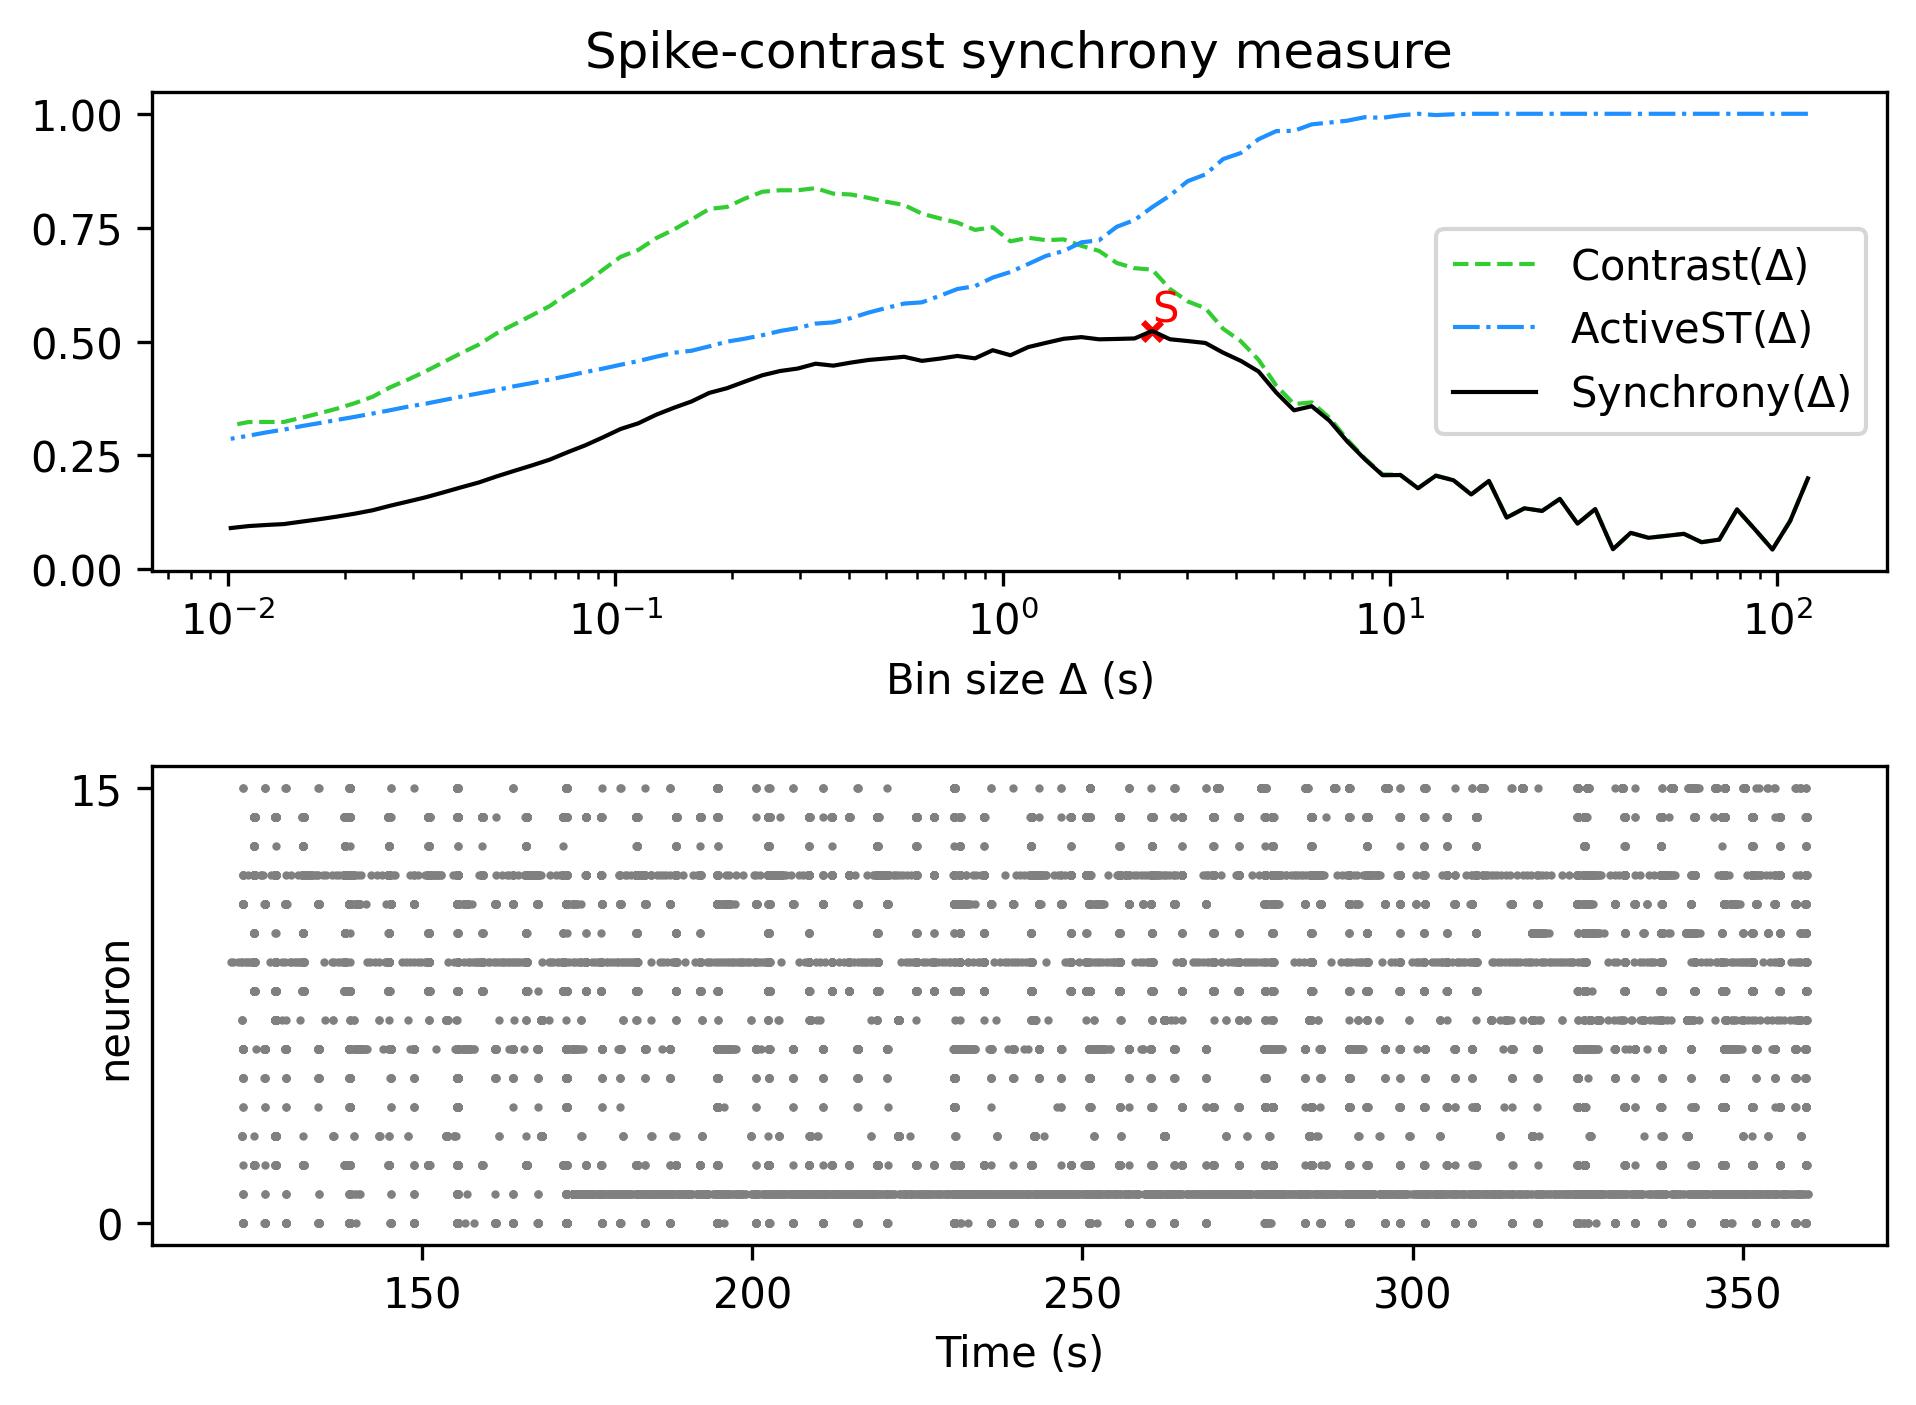 Spike-contrast synchrony measure
1.00
0.75
0.50
0.25
0.00
S
Contrast(Δ)
ActiveST(Δ)
Synchrony(Δ)
10⁻² 10⁻¹ 10⁰ 10¹ 10²
Bin size Δ (s)
15
neuron
0
150 200 250 300 350
Time (s)